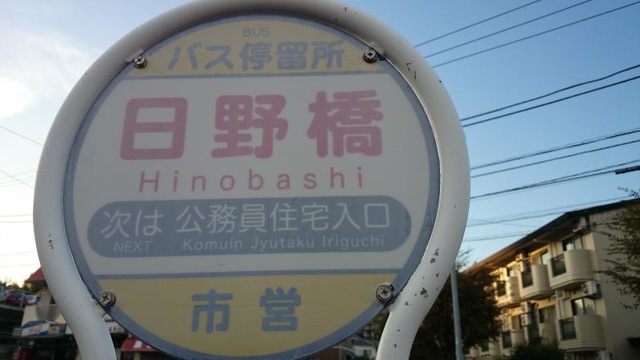 BUS
バス停留所
日野橋
Hinobashi
次は 公務員住宅入口
NEXT Komuin Jyutaku Iriguchi
市営